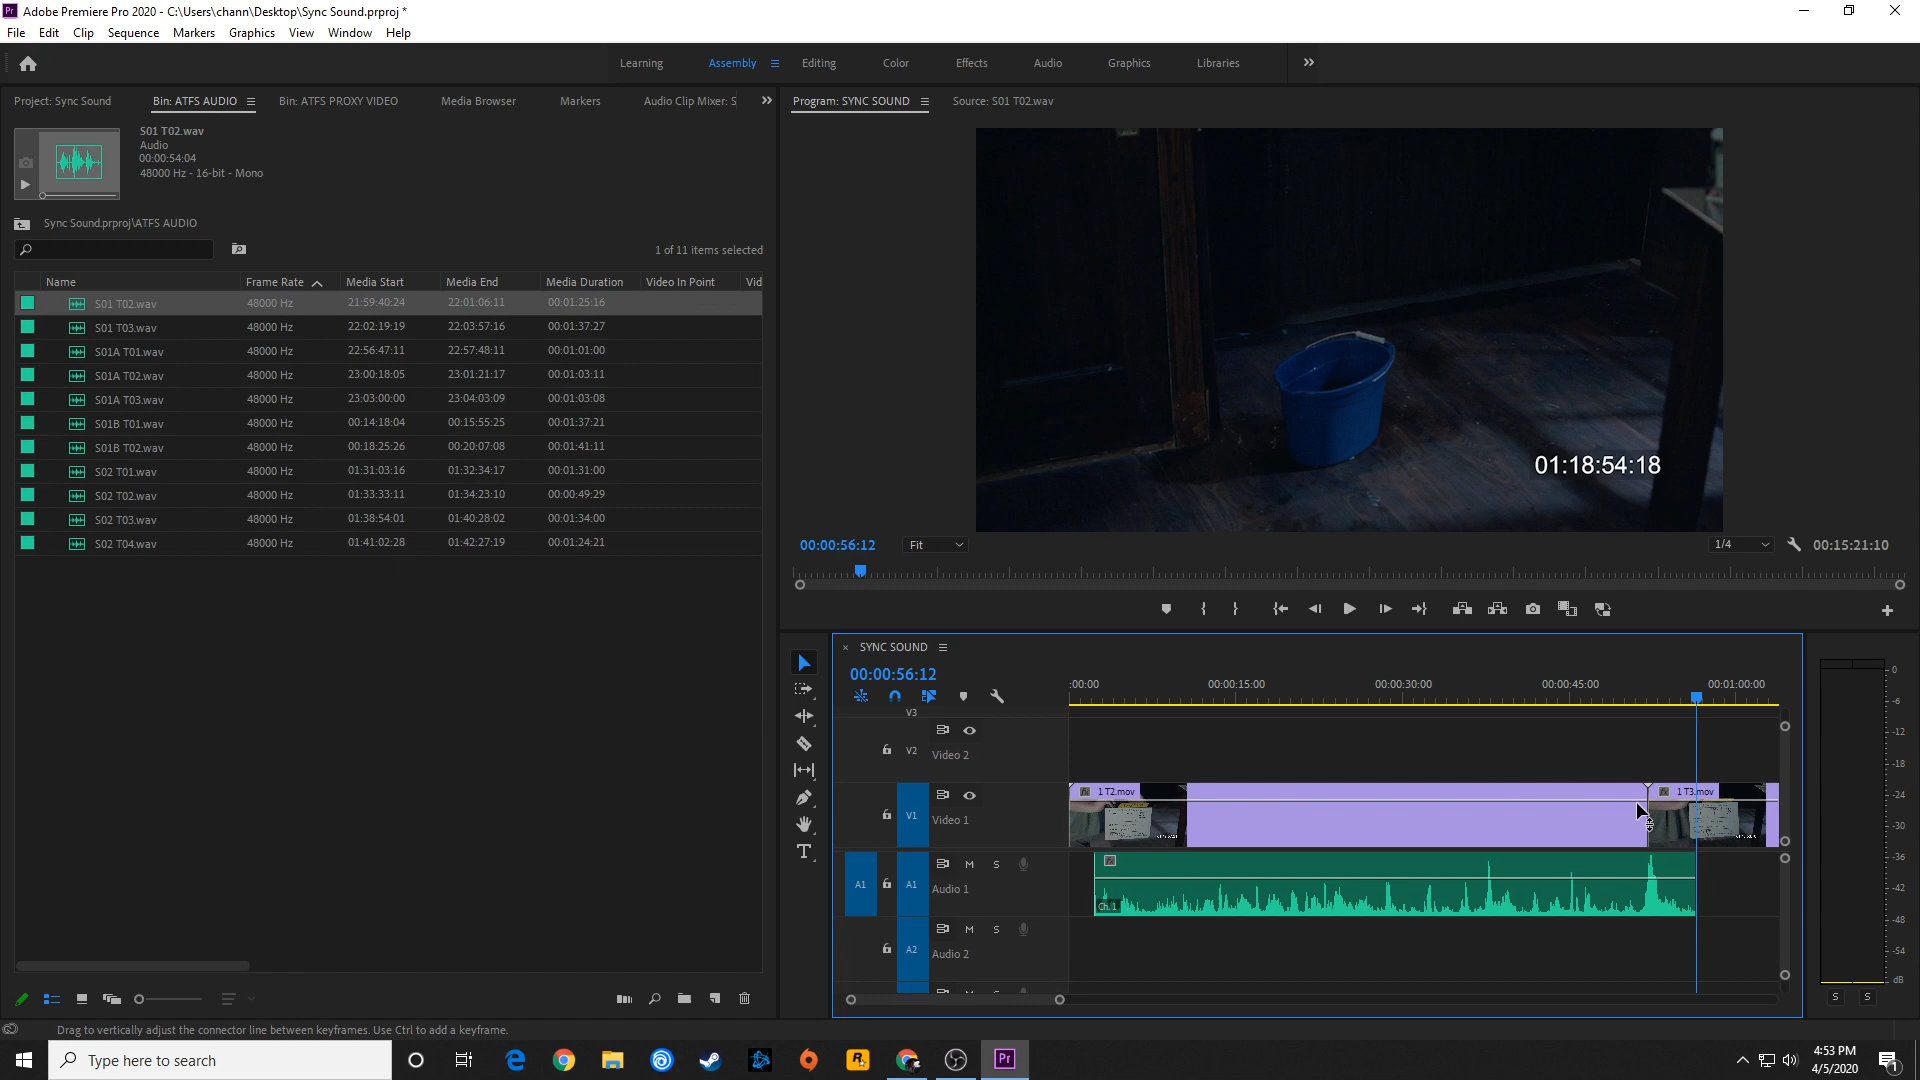 Pr Adobe Premiere Pro 2020 - C:\Users\chann\Desktop\Sync Sound.prproj *
File Edit Clip Sequence Markers Graphics View Window Help
Learning Assembly Editing Color Effects Audio Graphics Libraries
Project: Sync Sound Bin: ATFS AUDIO Bin: ATFS PROXY VIDEO Media Browser Markers Audio Clip Mixer: S
Program: SYNC SOUND Source: S01 T02.wav
S01 T02.wav
Audio
00:00:54:04
48000 Hz - 16-bit - Mono
Sync Sound.prproj\ATFS AUDIO
1 of 11 items selected
Name Frame Rate Media Start Media End Media Duration Video In Point Vid
S01 T02.wav 48000 Hz 21:59:40:24 22:01:06:11 00:01:25:16
S01 T03.wav 48000 Hz 22:02:19:19 22:03:57:16 00:01:37:27
S01A T01.wav 48000 Hz 22:56:47:11 22:57:48:11 00:01:01:00
S01A T02.wav 48000 Hz 23:00:18:05 23:01:21:17 00:01:03:11
S01A T03.wav 48000 Hz 23:03:00:00 23:04:03:09 00:01:03:08
S01B T01.wav 48000 Hz 00:14:18:04 00:15:55:25 00:01:37:21
S01B T02.wav 48000 Hz 00:18:25:26 00:20:07:08 00:01:41:11
S02 T01.wav 48000 Hz 01:31:03:16 01:32:34:17 00:01:31:00
S02 T02.wav 48000 Hz 01:33:33:11 01:34:23:10 00:00:49:29
S02 T03.wav 48000 Hz 01:38:54:01 01:40:28:02 00:01:34:00
S02 T04.wav 48000 Hz 01:41:02:28 01:42:27:19 00:01:24:21
01:18:54:18
00:00:56:12 Fit 1/4 00:15:21:10
× SYNC SOUND
00:00:56:12
:00:00 00:00:15:00 00:00:30:00 00:00:45:00 00:01:00:00
V3
V2 Video 2
V1 Video 1
1 T2.mov 1 T3.mov
A1 A1 M S
Audio 1
Ch. 1
A2 M S
Audio 2
M S
0
-6
-12
-18
-24
-30
-36
-42
-48
-54
dB
S S
Drag to vertically adjust the connector line between keyframes. Use Ctrl to add a keyframe.
Type here to search
Pr
4:53 PM
4/5/2020
1